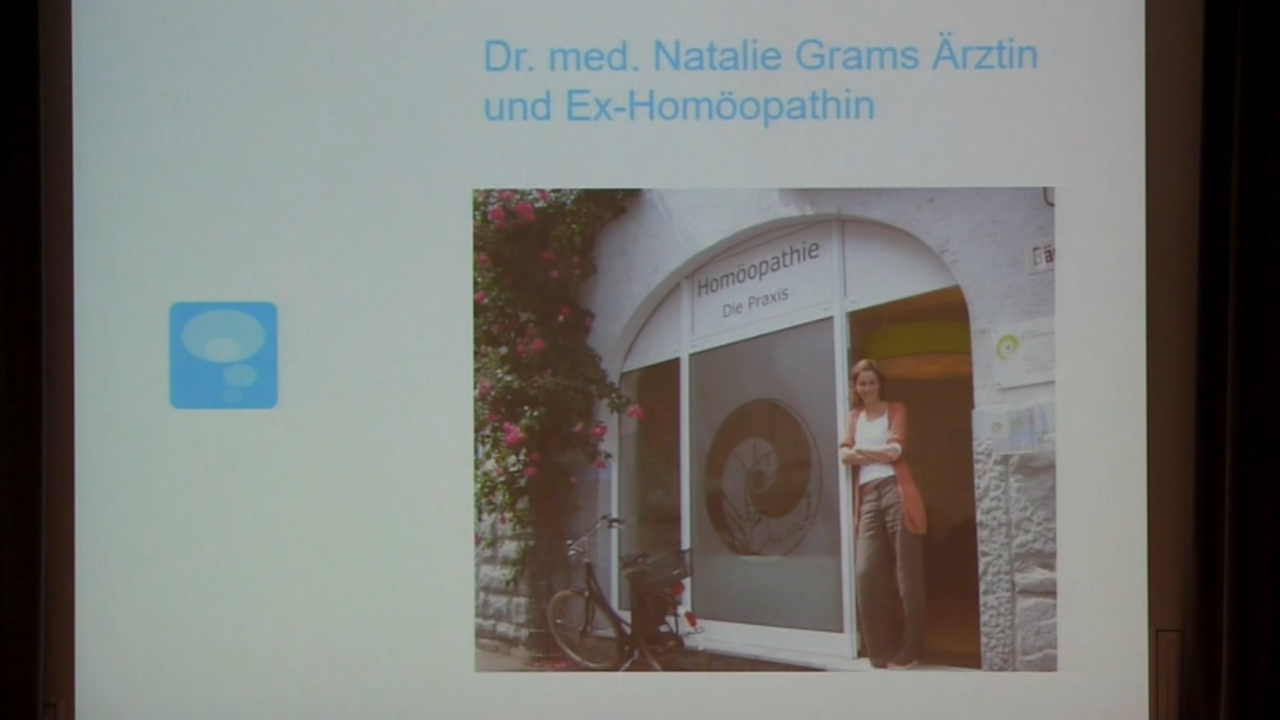 Dr. med. Natalie Grams Ärztin
und Ex-Homöopathin
Homöopathie
Die Praxis